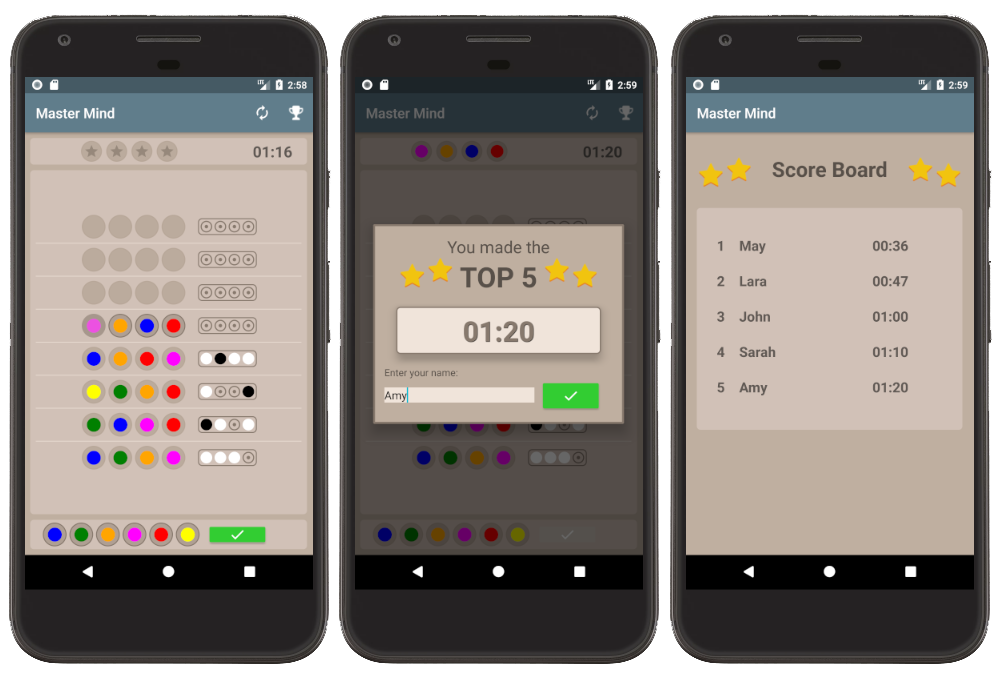 2:58
Master Mind
01:16
2:59
Master Mind
01:20
You made the
TOP 5
01:20
Enter your name:
Amy
2:59
Master Mind
Score Board
1 May 00:36
2 Lara 00:47
3 John 01:00
4 Sarah 01:10
5 Amy 01:20